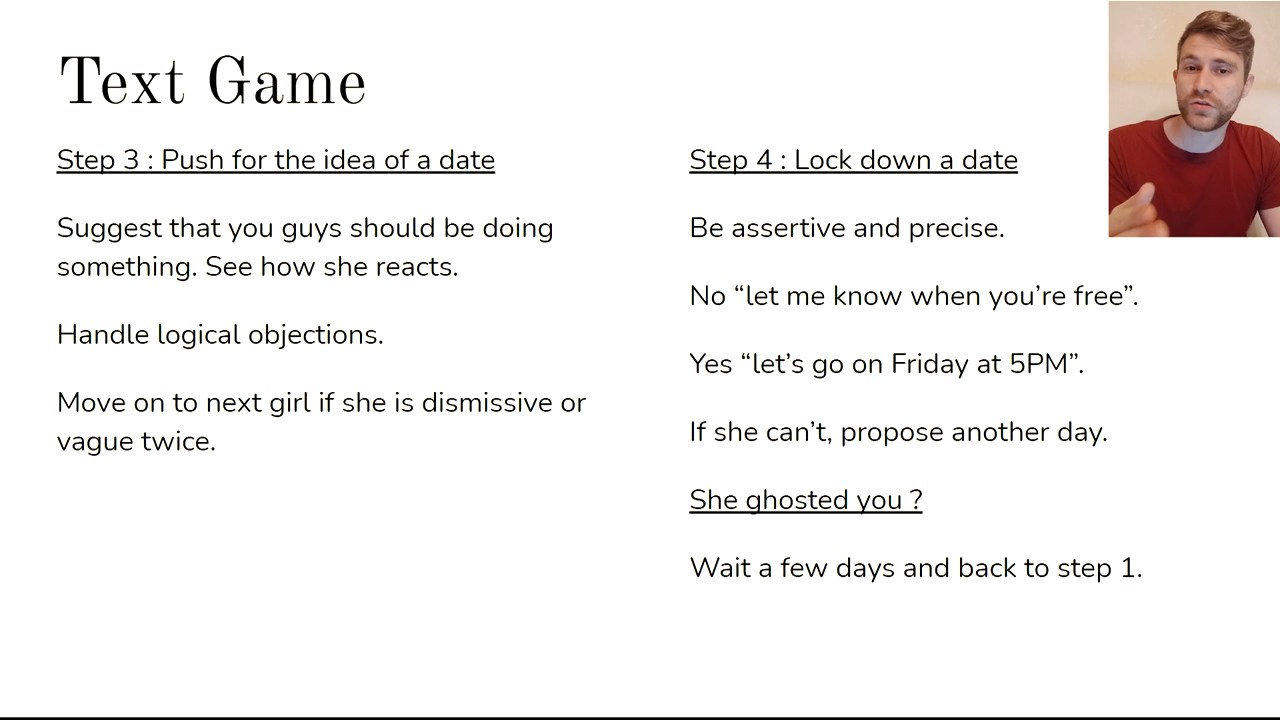 Text Game
Step 3 : Push for the idea of a date
Suggest that you guys should be doing
something. See how she reacts.
Handle logical objections.
Move on to next girl if she is dismissive or
vague twice.
Step 4 : Lock down a date
Be assertive and precise.
No “let me know when you’re free”.
Yes “let’s go on Friday at 5PM”.
If she can’t, propose another day.
She ghosted you ?
Wait a few days and back to step 1.